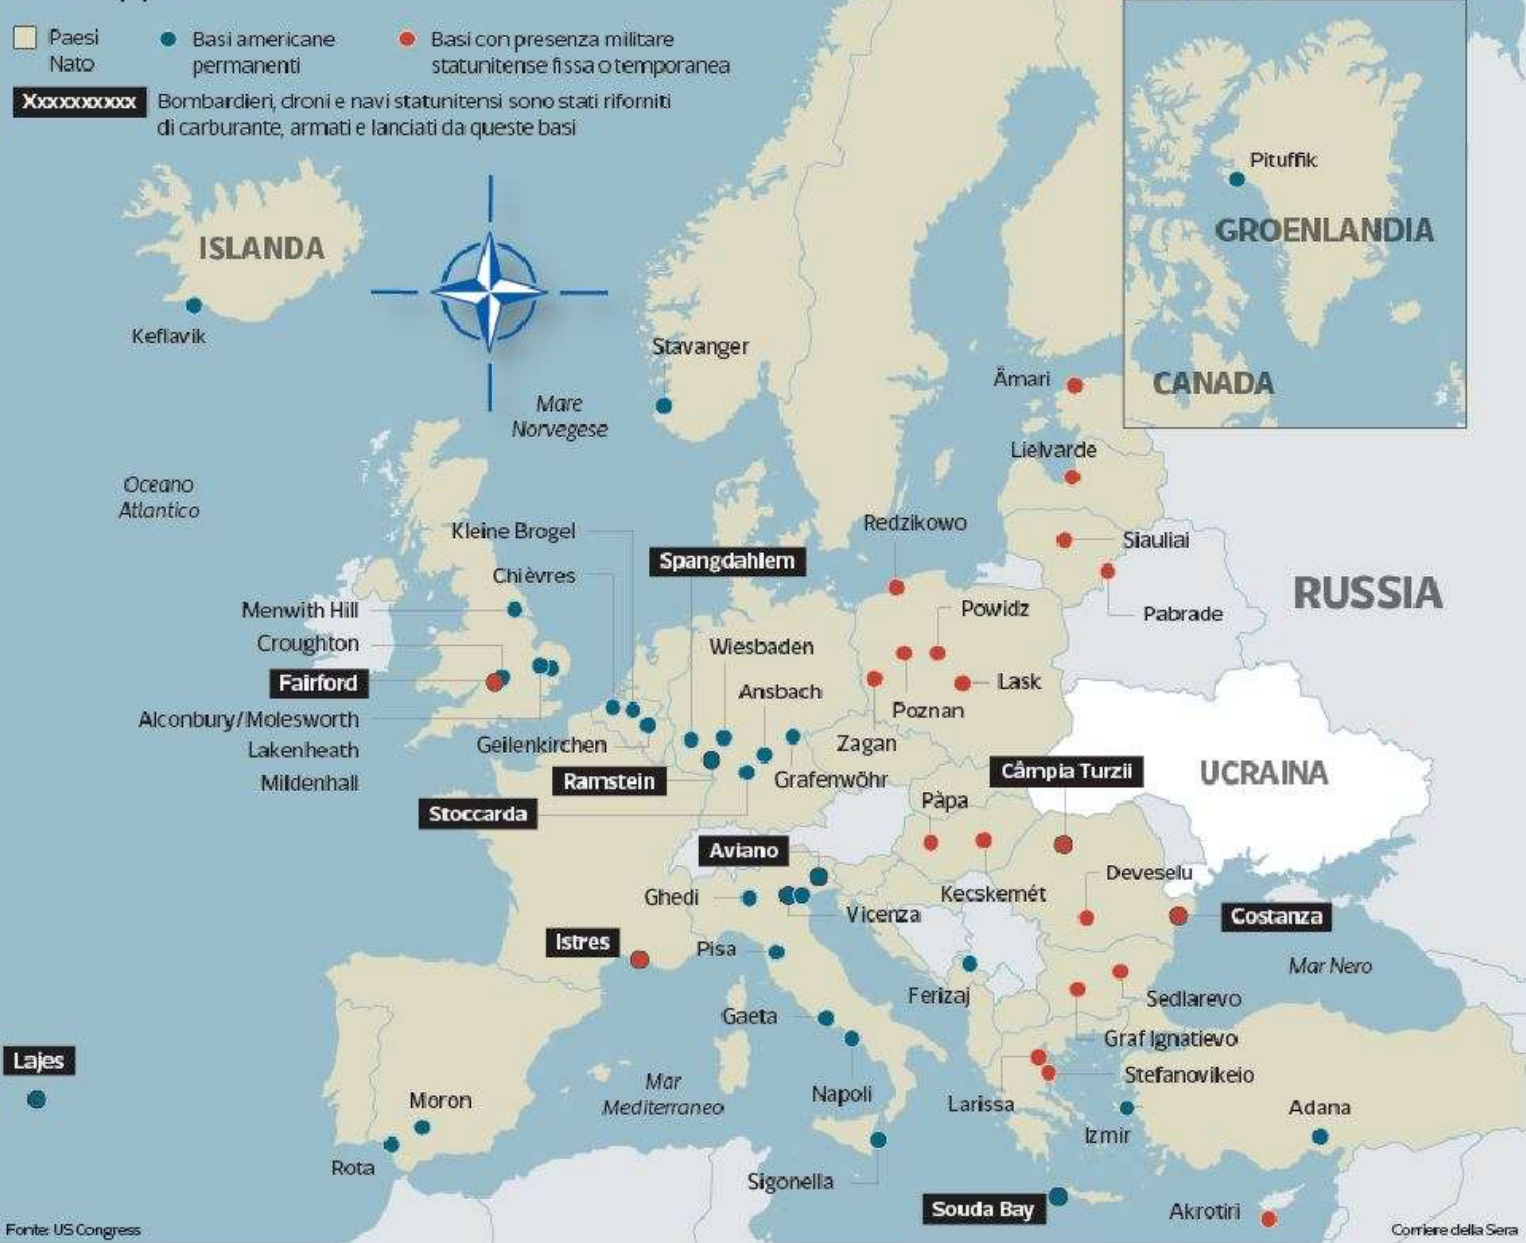 Paesi
Nato
Basi americane
permanenti
Basi con presenza militare
statunitense fissa o temporanea
Xxxxxxxxxx
Bombardieri, droni e navi statunitensi sono stati riforniti
di carburante, armati e lanciati da queste basi
ISLANDA
Keflavik
Pituffik
GROENLANDIA
CANADA
Stavanger
Mare
Norvegese
Oceano
Atlantico
Ämari
Lielvarde
Siauliai
Pabrade
RUSSIA
Redzikowo
Powidz
Lask
Poznan
Zagan
Kleine Brogel
Chièvres
Spangdahlem
Menwith Hill
Croughton
Fairford
Alconbury/Molesworth
Lakenheath
Mildenhall
Wiesbaden
Ansbach
Geilenkirchen
Grafenwöhr
Ramstein
Stoccarda
Câmpia Turzii
UCRAINA
Pàpa
Kecskemét
Deveselu
Costanza
Mar Nero
Aviano
Ghedi
Vicenza
Istres
Pisa
Ferizaj
Sedlarevo
Graf Ignatievo
Stefanovikeio
Larissa
Gaeta
Napoli
Mar
Mediterraneo
Lajes
Moron
Rota
Sigonella
Izmir
Adana
Souda Bay
Akrotiri
Fonte: US Congress
Corriere della Sera